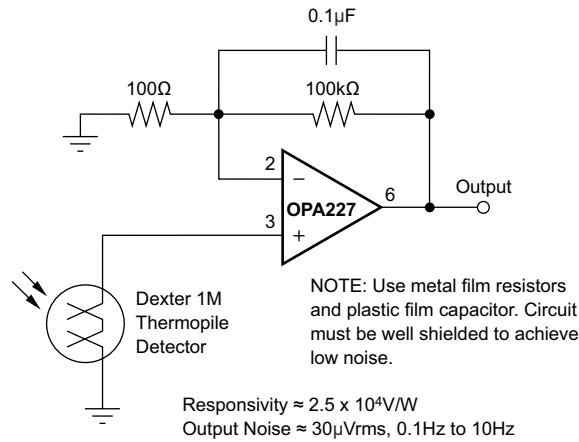 0.1µF
100Ω
100kΩ
2
–
6
Output
OPA227
3
+
Dexter 1M
Thermopile
Detector
NOTE: Use metal film resistors
and plastic film capacitor. Circuit
must be well shielded to achieve
low noise.
Responsivity ≈ 2.5 x 10⁴V/W
Output Noise ≈ 30µVrms, 0.1Hz to 10Hz